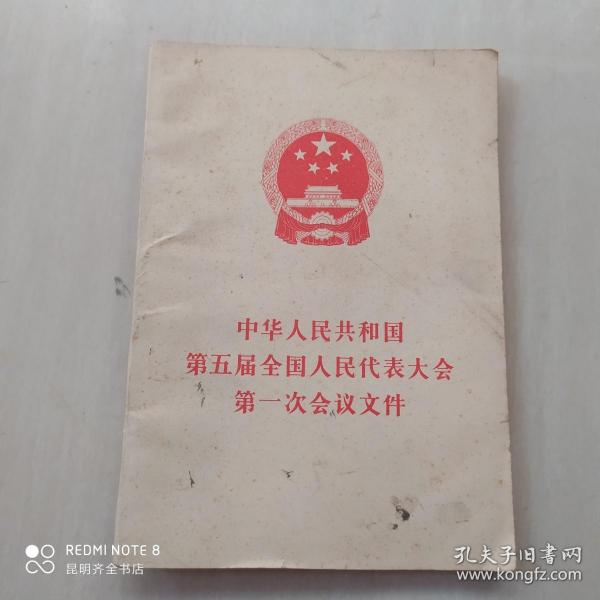 中华人民共和国
第五届全国人民代表大会
第一次会议文件
REDMI NOTE 8
昆明齐全书店
孔夫子旧书网
www.kongfz.com